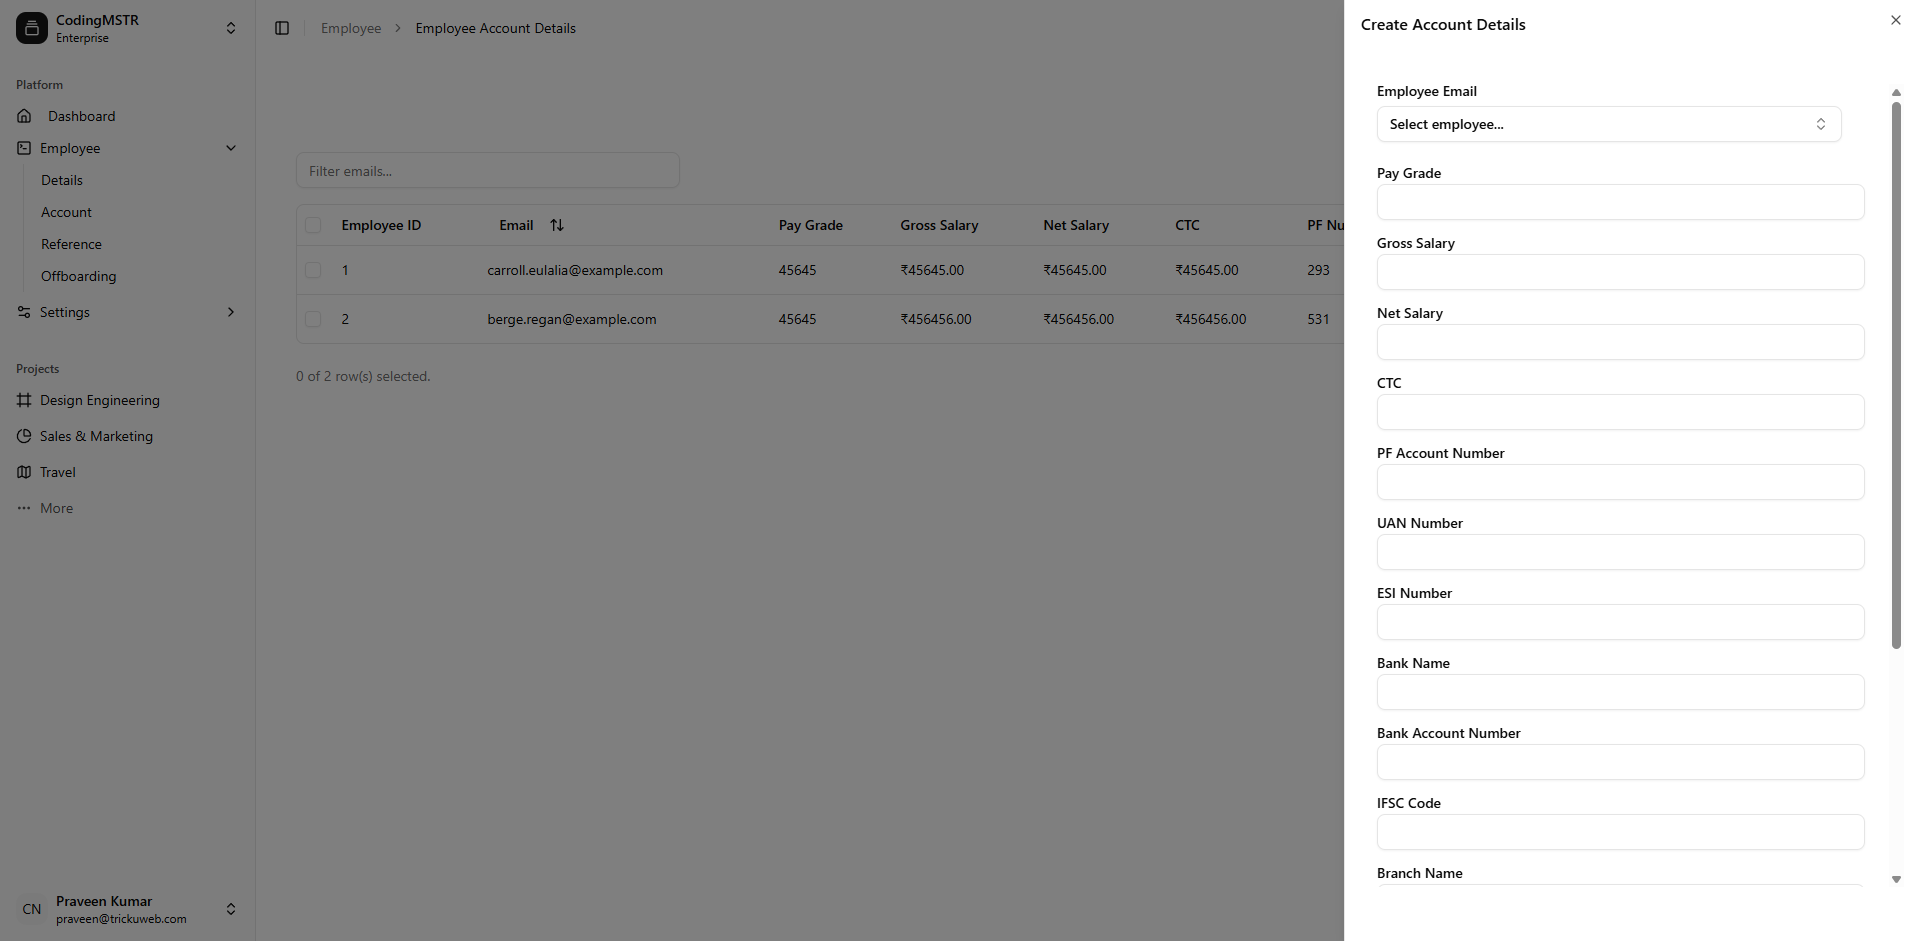 CodingMSTR
Enterprise
Platform
Dashboard
Employee
Details
Account
Reference
Offboarding
Settings
Projects
Design Engineering
Sales & Marketing
Travel
More
CN
Praveen Kumar
praveen@trickuweb.com
Employee > Employee Account Details
Filter emails...
Employee ID Email Pay Grade Gross Salary Net Salary CTC PF Nu
1 carroll.eulalia@example.com 45645 ₹45645.00 ₹45645.00 ₹45645.00 293
2 berge.regan@example.com 45645 ₹456456.00 ₹456456.00 ₹456456.00 531
0 of 2 row(s) selected.
Create Account Details
Employee Email
Select employee...
Pay Grade
Gross Salary
Net Salary
CTC
PF Account Number
UAN Number
ESI Number
Bank Name
Bank Account Number
IFSC Code
Branch Name